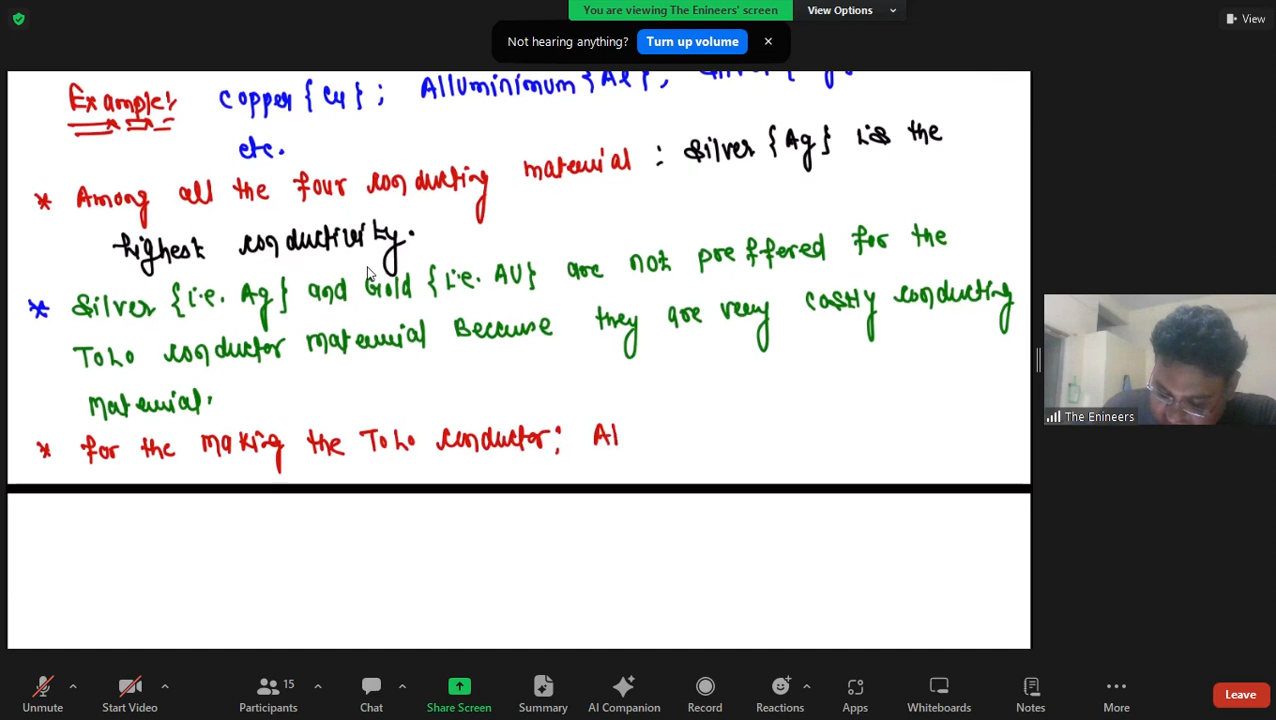 You are viewing The Enineers' screen
View Options
View
Not hearing anything? Turn up volume
Example: Copper {Cu} ; Alluminimum {Al} ;
etc.
* Among all the four conducting material : Silver {Ag} is the
highest conductivity.
* Silver {i.e. Ag} and Gold {i.e. AU} are not preffered for the
ToLo conductor material Because they are very costly conducting
Material.
* for the making the ToLo conductor; Al
The Enineers
Unmute
Start Video
Participants 15
Chat
Share Screen
Summary
AI Companion
Record
Reactions
Apps
Whiteboards
Notes
More
Leave